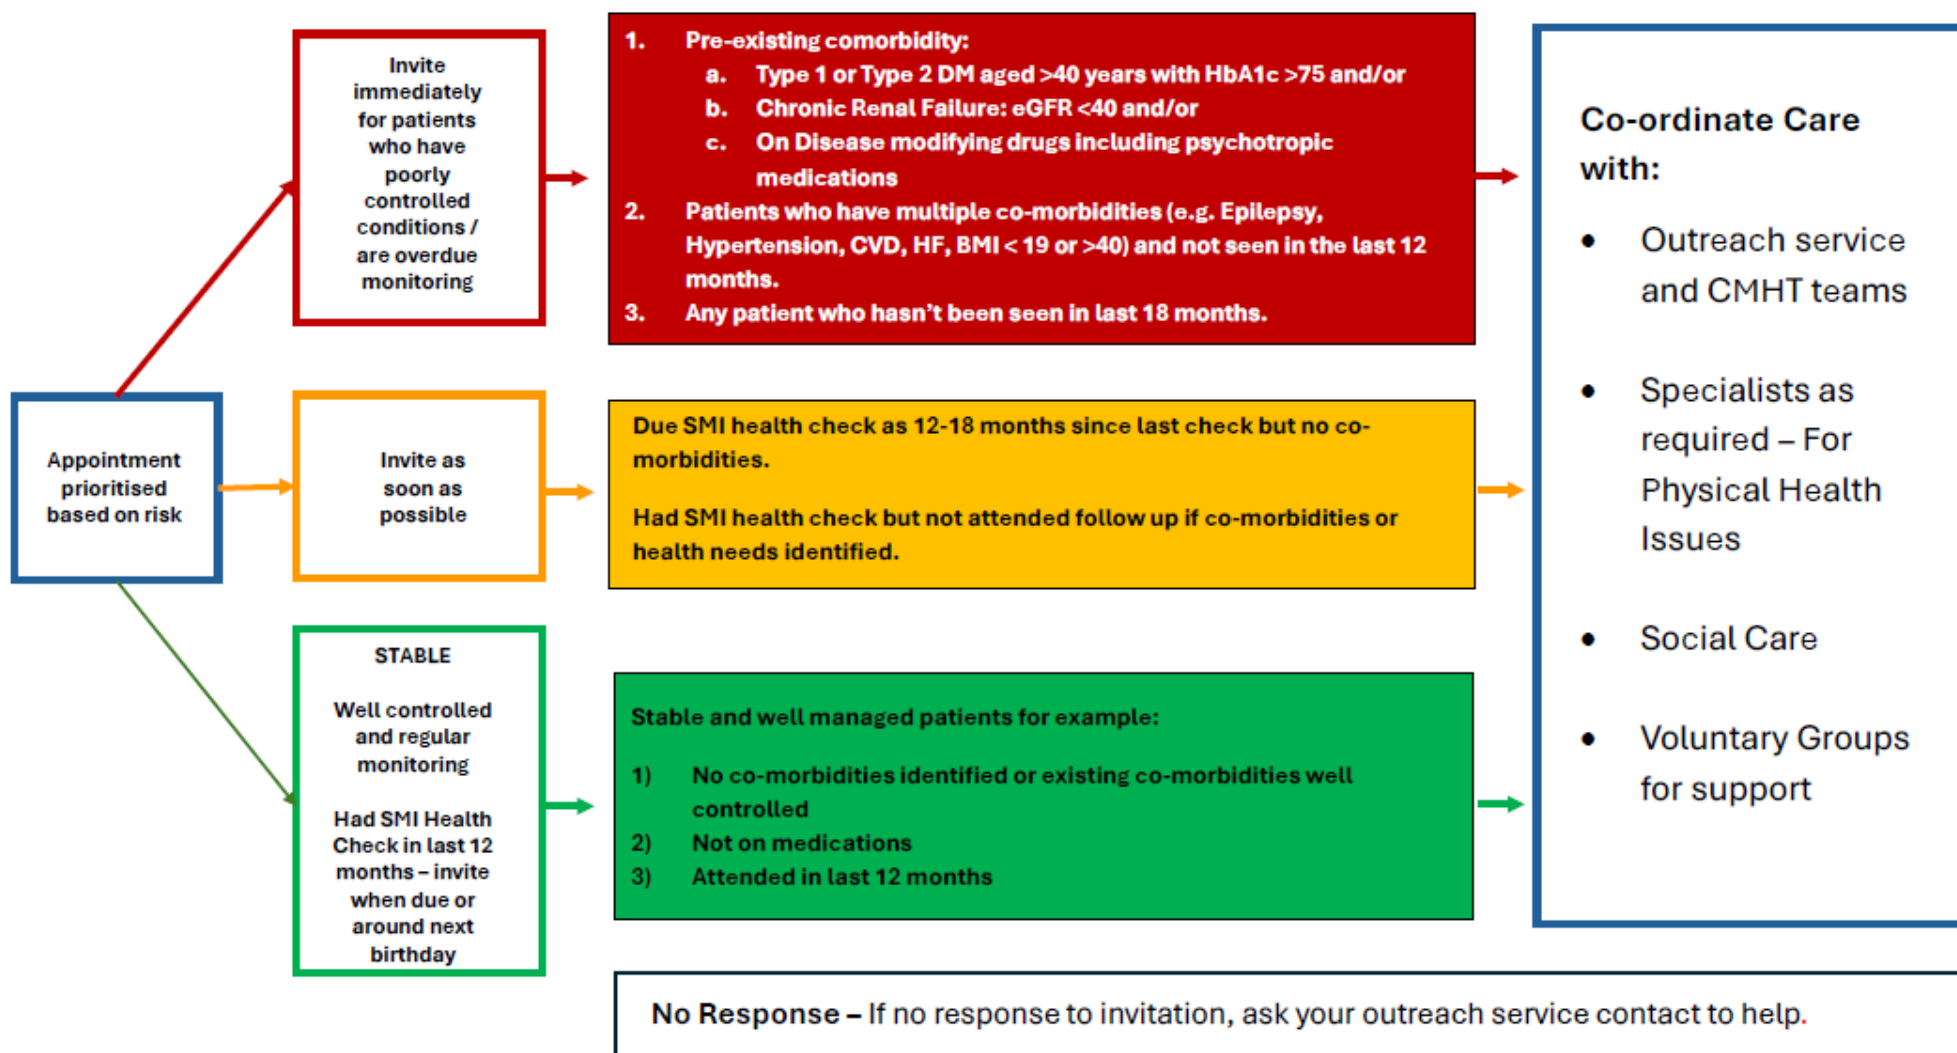 Appointment
prioritised
based on risk
Invite
immediately
for patients
who have
poorly
controlled
conditions /
are overdue
monitoring
1. Pre-existing comorbidity:
a. Type 1 or Type 2 DM aged >40 years with HbA1c >75 and/or
b. Chronic Renal Failure: eGFR <40 and/or
c. On Disease modifying drugs including psychotropic
medications
2. Patients who have multiple co-morbidities (e.g. Epilepsy,
Hypertension, CVD, HF, BMI < 19 or >40) and not seen in the last 12
months.
3. Any patient who hasn’t been seen in last 18 months.
Invite as
soon as
possible
Due SMI health check as 12-18 months since last check but no co-
morbidities.
Had SMI health check but not attended follow up if co-morbidities or
health needs identified.
STABLE
Well controlled
and regular
monitoring
Had SMI Health
Check in last 12
months – invite
when due or
around next
birthday
Stable and well managed patients for example:
1) No co-morbidities identified or existing co-morbidities well
controlled
2) Not on medications
3) Attended in last 12 months
Co-ordinate Care
with:
• Outreach service
and CMHT teams
• Specialists as
required – For
Physical Health
Issues
• Social Care
• Voluntary Groups
for support
No Response – If no response to invitation, ask your outreach service contact to help.